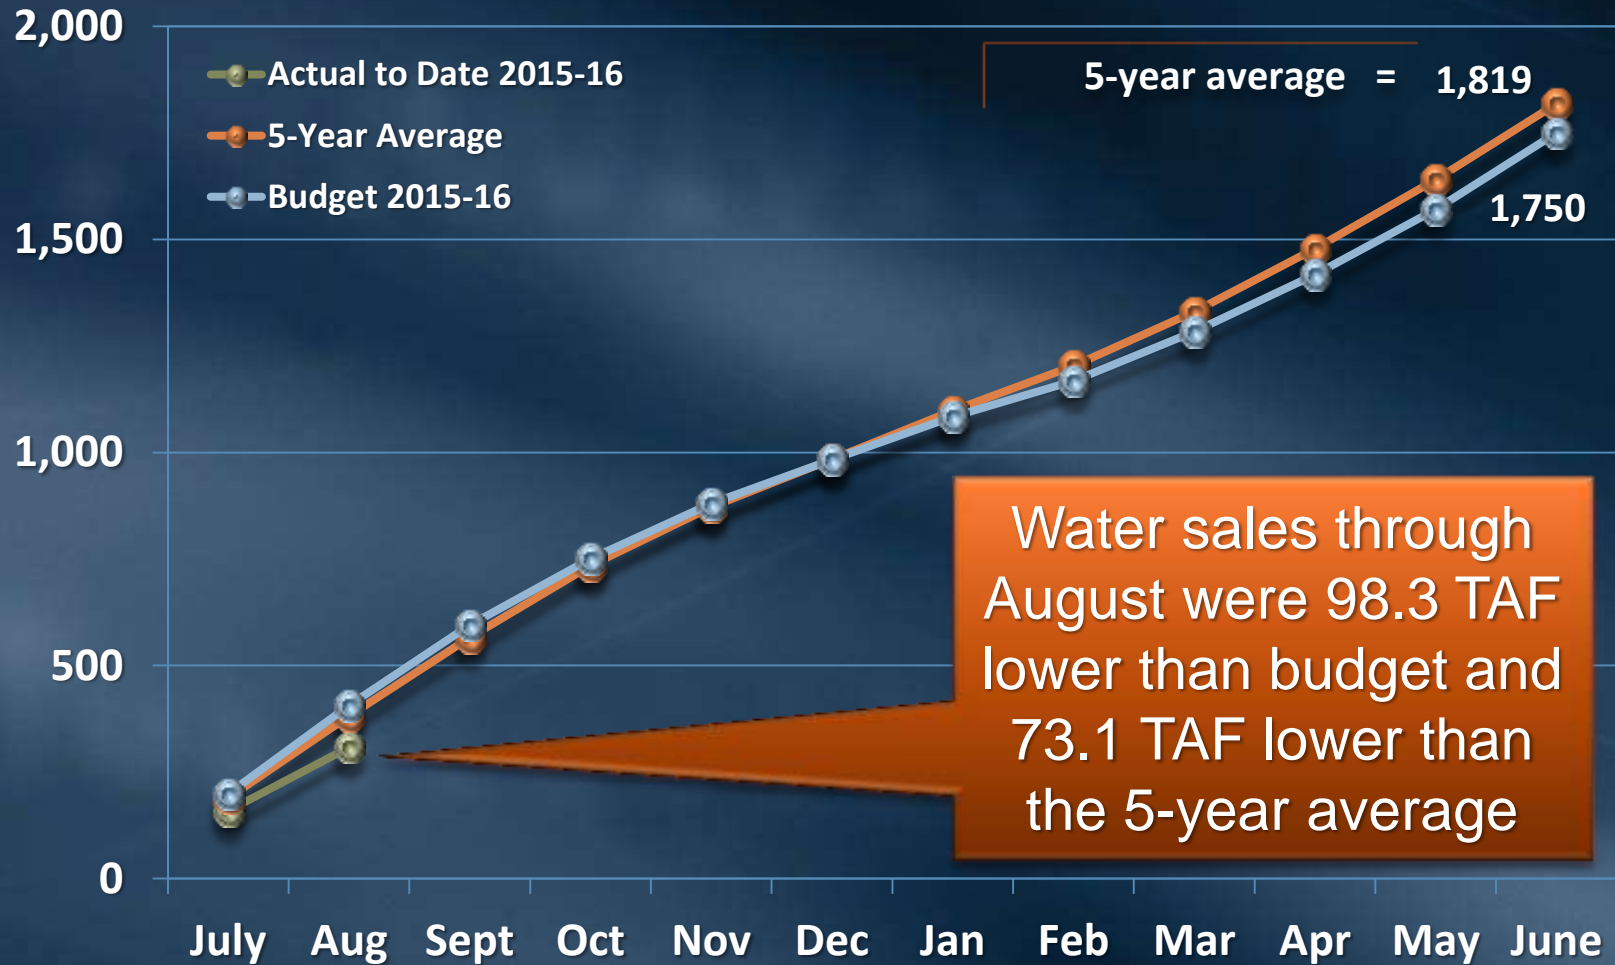 2,000
1,500
1,000
500
0
Actual to Date 2015-16
5-Year Average
Budget 2015-16
5-year average = 1,819
1,750
Water sales through
August were 98.3 TAF
lower than budget and
73.1 TAF lower than
the 5-year average
July Aug Sept Oct Nov Dec Jan Feb Mar Apr May June